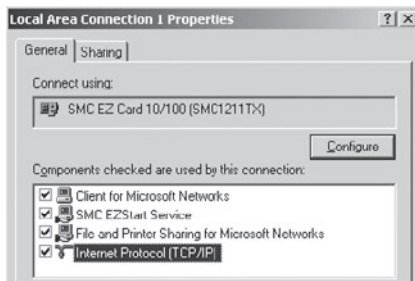 Local Area Connection 1 Properties
General Sharing
Connect using:
SMC EZ Card 10/100 (SMC1211TX)
Configure
Components checked are used by this connection:
Client for Microsoft Networks
SMC EZStart Service
File and Printer Sharing for Microsoft Networks
Internet Protocol (TCP/IP)